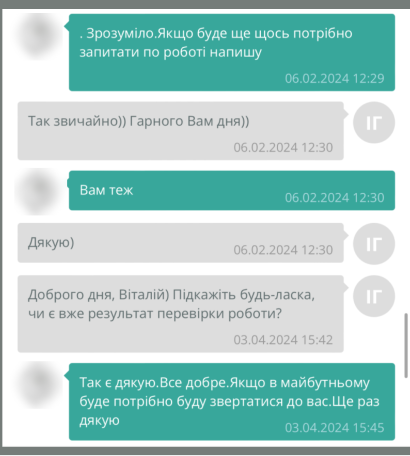 . Зрозуміло.Якщо буде ще щось потрібно
запитати по роботі напишу
06.02.2024 12:29
Так звичайно)) Гарного Вам дня))
ІГ
06.02.2024 12:30
Вам теж
06.02.2024 12:30
Дякую)
ІГ
06.02.2024 12:30
Доброго дня, Віталій) Підкажіть будь-ласка,
ІГ
чи є вже результат перевірки роботи?
03.04.2024 15:42
Так є дякую.Все добре.Якщо в майбутньому
буде потрібно буду звертатися до вас.Ще раз
дякую
03.04.2024 15:45